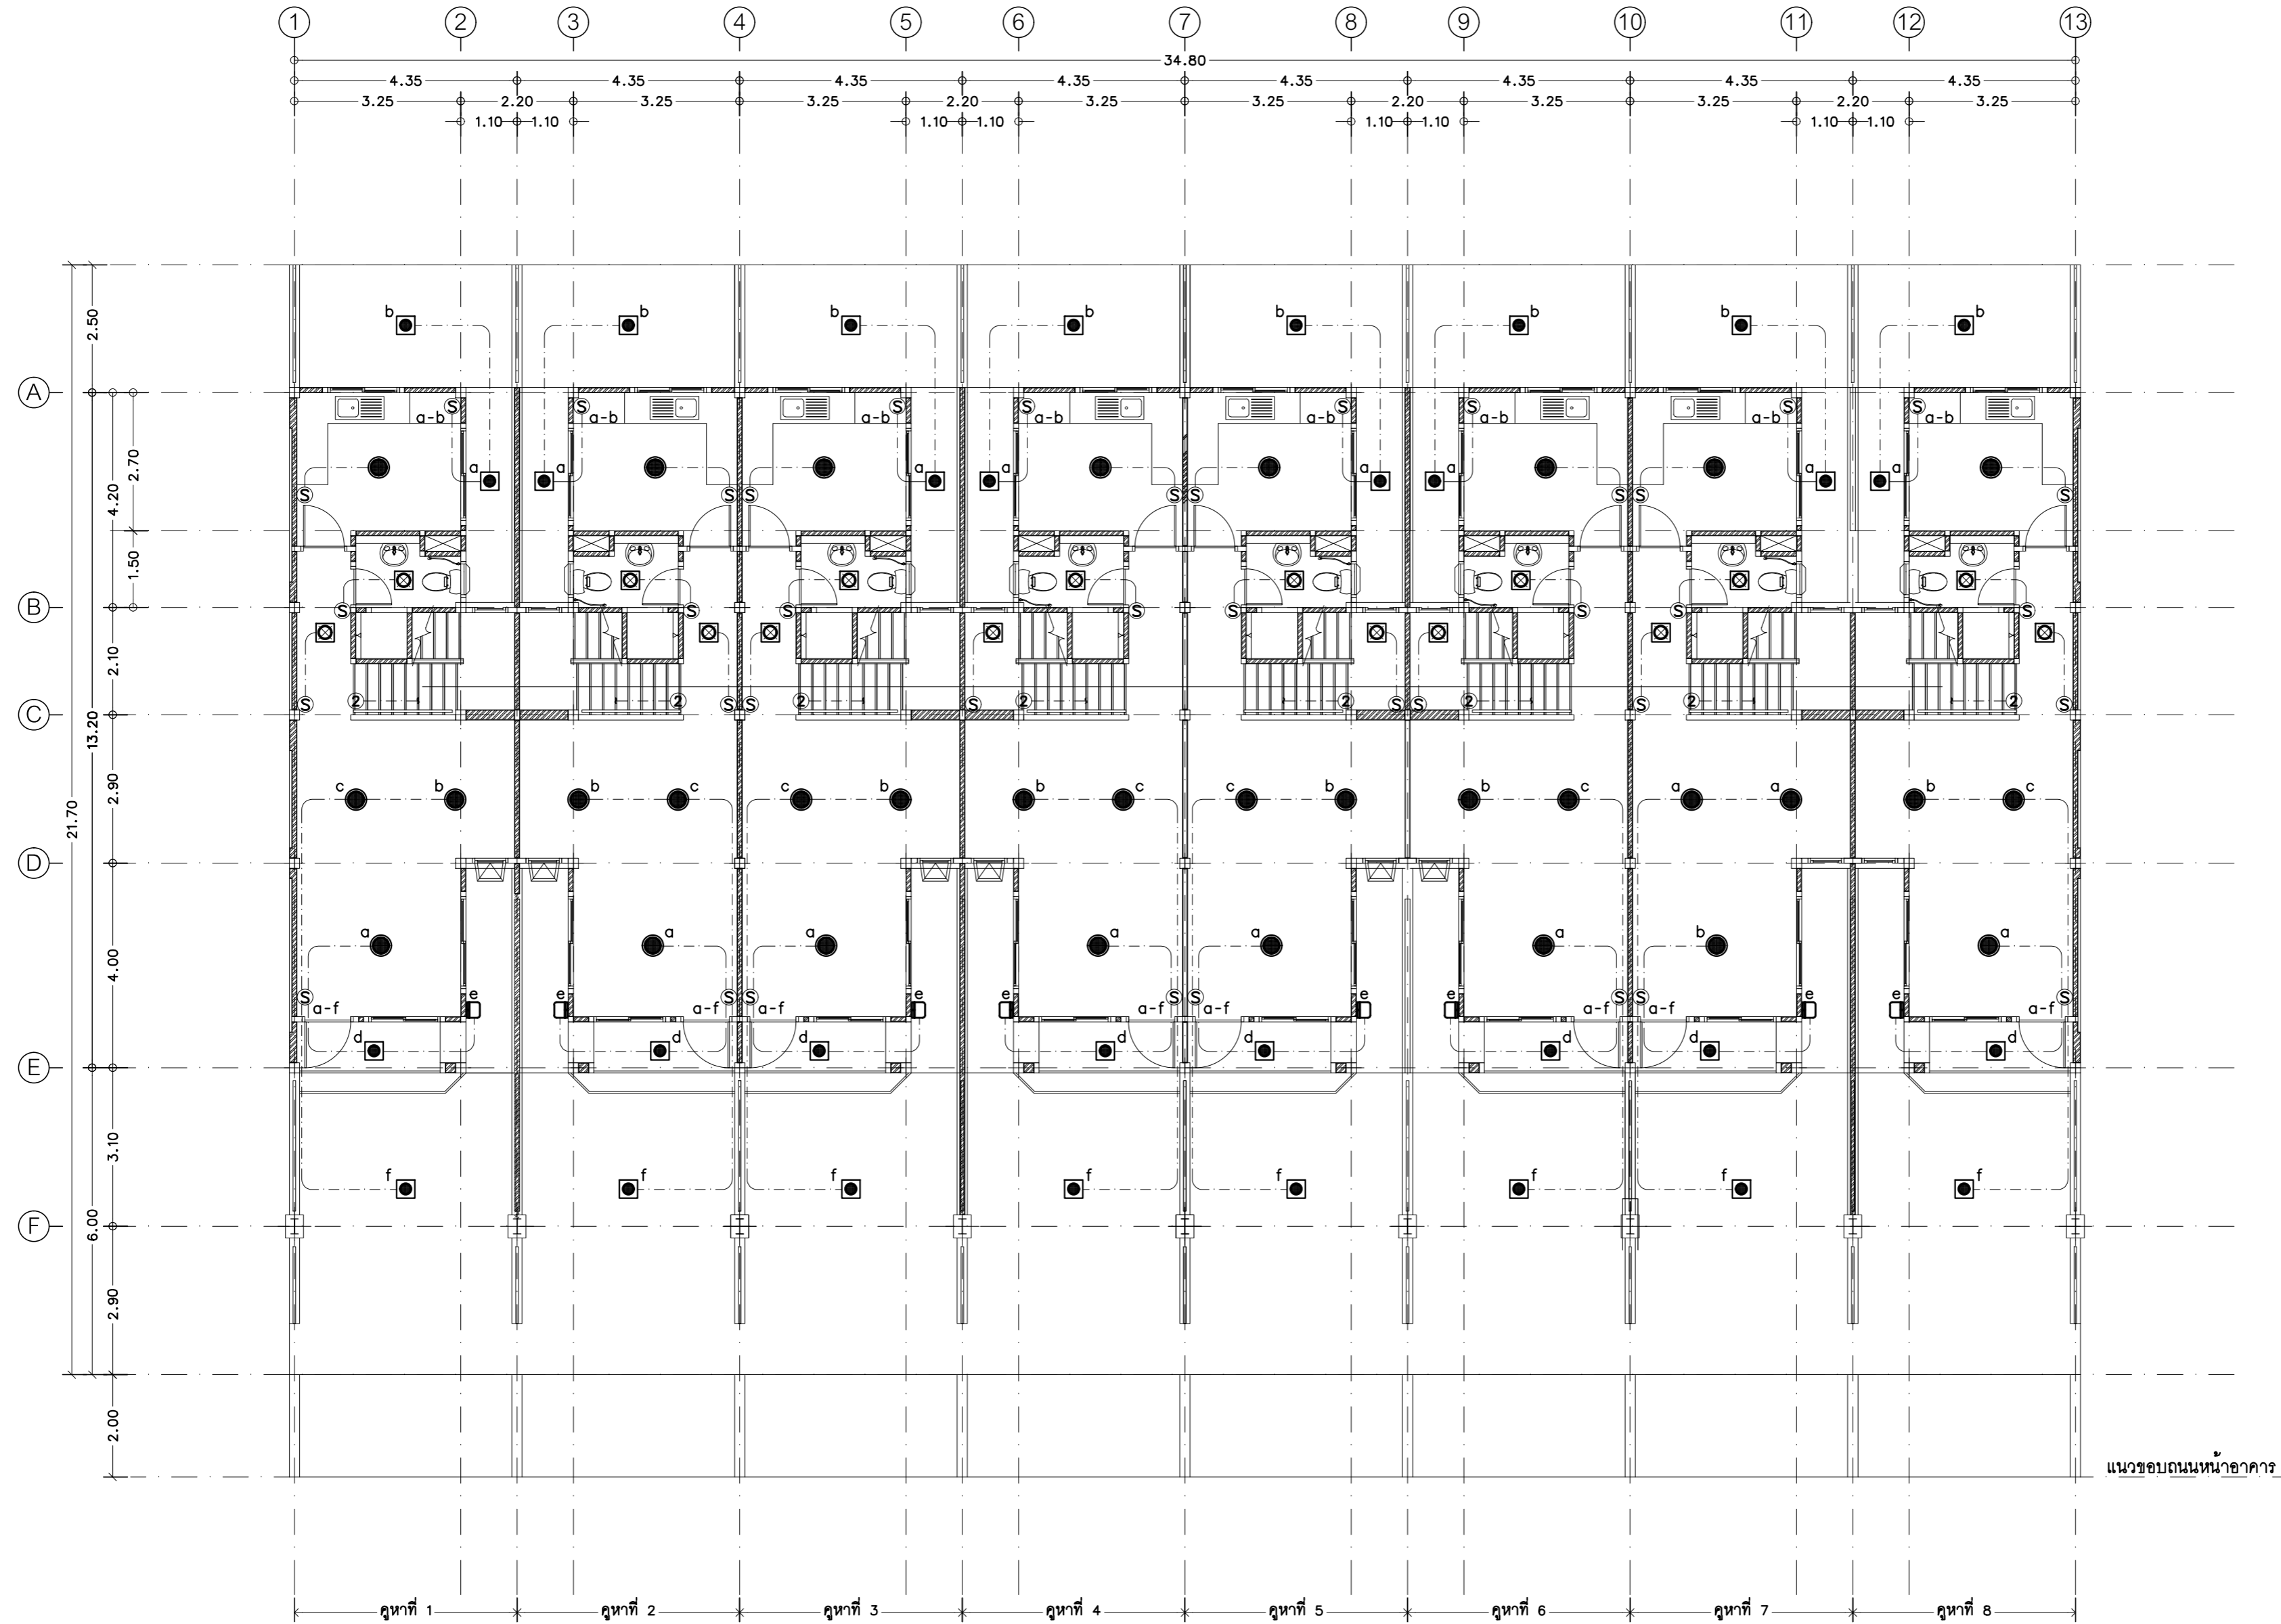 1 2 3 4 5 6 7 8 9 10 11 12 13
34.80
4.35 4.35 4.35 4.35 4.35 4.35 4.35 4.35
3.25 2.20 3.25 3.25 2.20 3.25 3.25 2.20 3.25 3.25 2.20 3.25
1.10 1.10 1.10 1.10 1.10 1.10 1.10 1.10
b b b b b b b b
2.50
A
S S S S S S S S
a-b a-b a-b a-b a-b a-b a-b a-b
a a a a a a a a
2.70
4.20
S S S S S S S S
1.50
B
S S S S S S S S
2.10
S 2 2 S S 2 S 2 2 S S 2 S 2 2 S
C
13.20
21.70
2.90
c b b c c b b c c b b c a a b c
D
a a a a a a b a
4.00
S S S S S S S S
e e e e e e e e
a-f a-f a-f a-f a-f a-f a-f a-f
d d d d d d d d
E
3.10
f f f f f f f f
F
6.00
2.90
2.00
แนวขอบถนนหน้าอาคาร
คูหาที่ 1 คูหาที่ 2 คูหาที่ 3 คูหาที่ 4 คูหาที่ 5 คูหาที่ 6 คูหาที่ 7 คูหาที่ 8